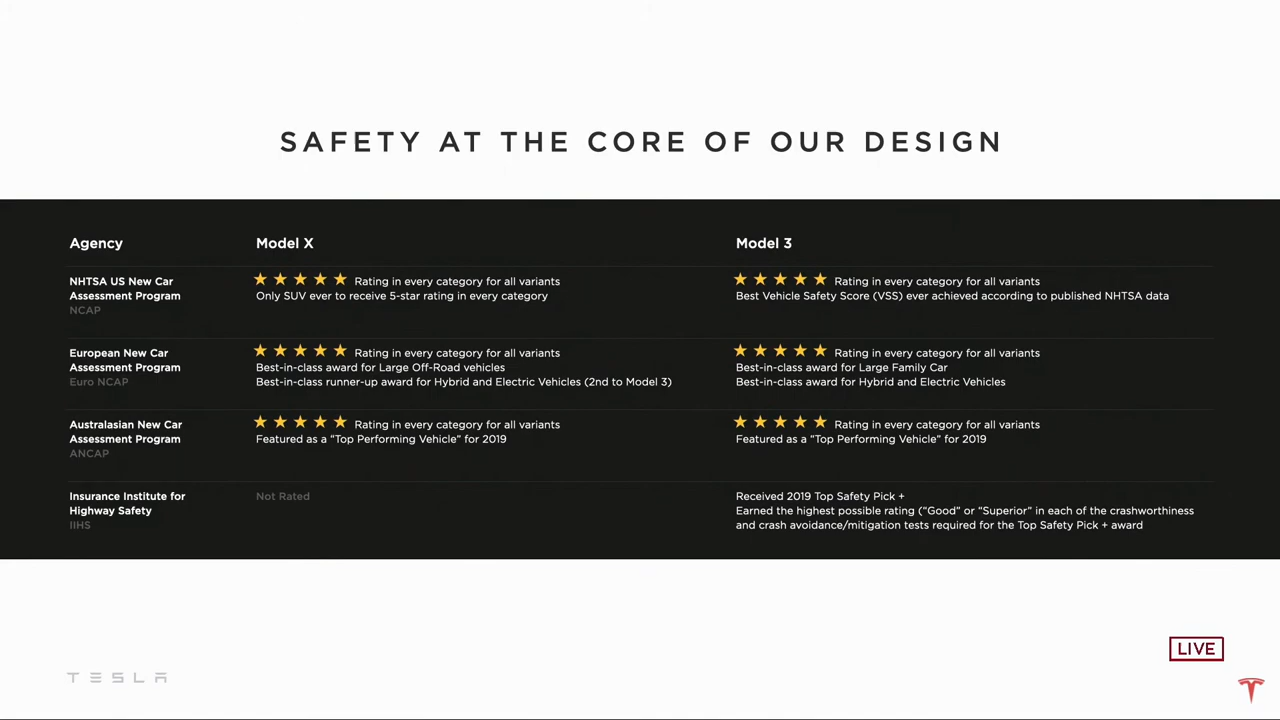 SAFETY AT THE CORE OF OUR DESIGN
Agency
Model X
Model 3
NHTSA US New Car
Assessment Program
NCAP
★ ★ ★ ★ ★ Rating in every category for all variants
Only SUV ever to receive 5-star rating in every category
★ ★ ★ ★ ★ Rating in every category for all variants
Best Vehicle Safety Score (VSS) ever achieved according to published NHTSA data
European New Car
Assessment Program
Euro NCAP
★ ★ ★ ★ ★ Rating in every category for all variants
Best-in-class award for Large Off-Road vehicles
Best-in-class runner-up award for Hybrid and Electric Vehicles (2nd to Model 3)
★ ★ ★ ★ ★ Rating in every category for all variants
Best-in-class award for Large Family Car
Best-in-class award for Hybrid and Electric Vehicles
Australasian New Car
Assessment Program
ANCAP
★ ★ ★ ★ ★ Rating in every category for all variants
Featured as a “Top Performing Vehicle” for 2019
★ ★ ★ ★ ★ Rating in every category for all variants
Featured as a “Top Performing Vehicle” for 2019
Insurance Institute for
Highway Safety
IIHS
Not Rated
Received 2019 Top Safety Pick +
Earned the highest possible rating (“Good” or “Superior” in each of the crashworthiness
and crash avoidance/mitigation tests required for the Top Safety Pick + award
LIVE
TESLA